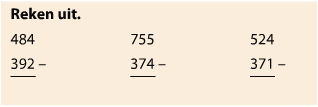 Reken uit.
484 755 524
392 – 374 – 371 –